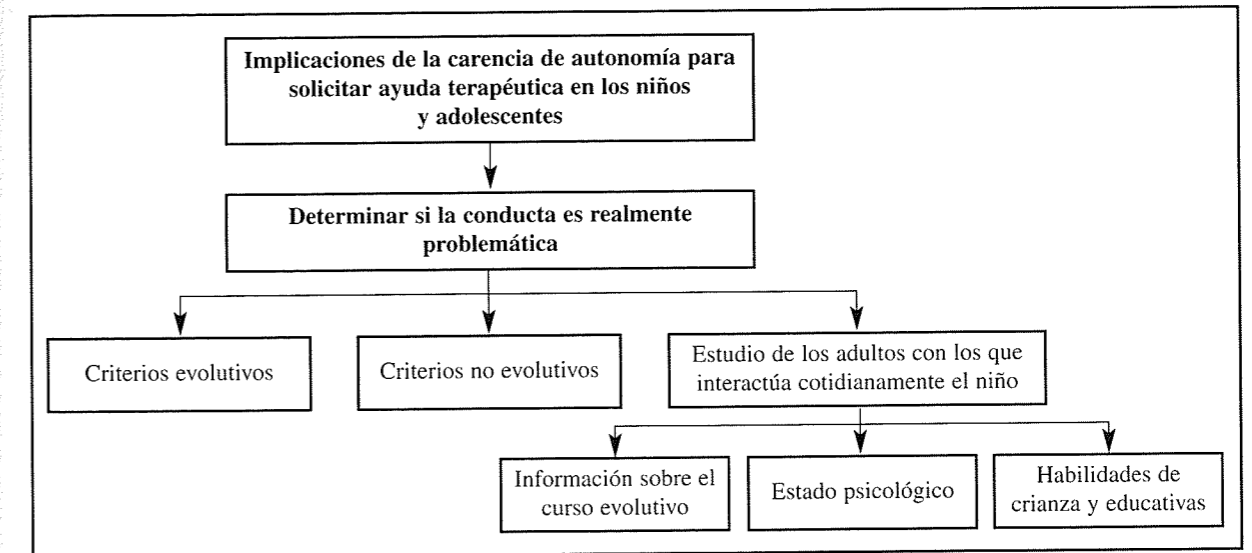 Implicaciones de la carencia de autonomía para
solicitar ayuda terapéutica en los niños
y adolescentes
Determinar si la conducta es realmente
problemática
Criterios evolutivos
Criterios no evolutivos
Estudio de los adultos con los que
interactúa cotidianamente el niño
Información sobre el
curso evolutivo
Estado psicológico
Habilidades de
crianza y educativas